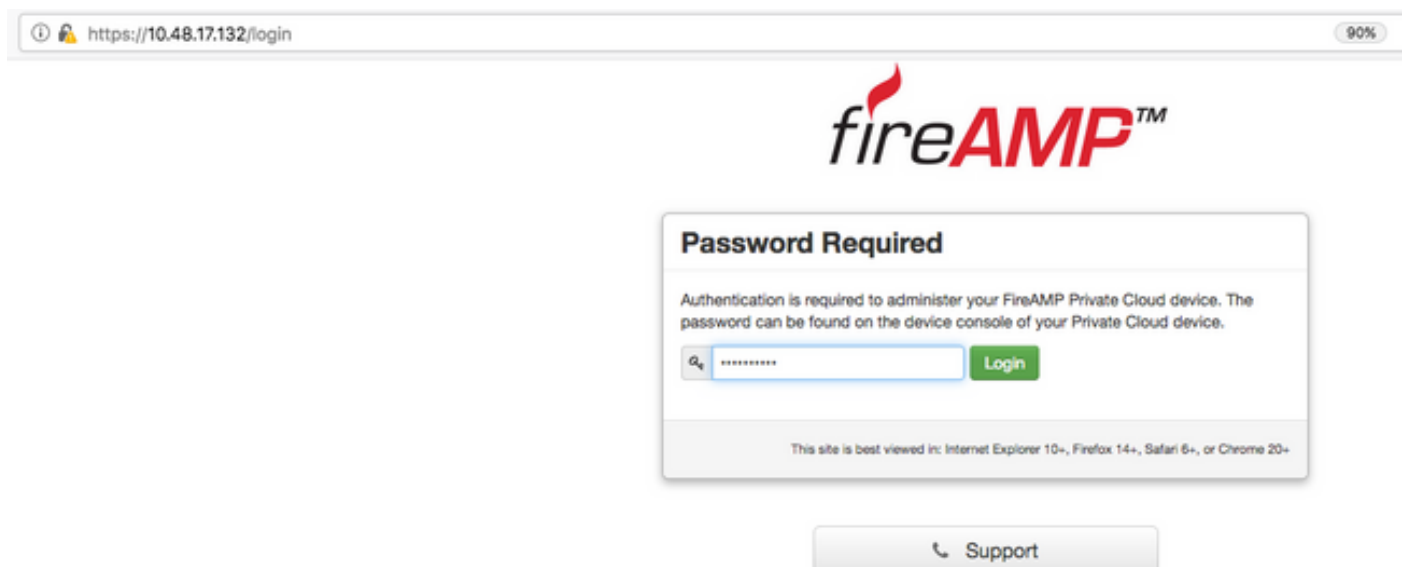 https://10.48.17.132/login
90%
fireAMP™
Password Required
Authentication is required to administer your FireAMP Private Cloud device. The
password can be found on the device console of your Private Cloud device.
Login
This site is best viewed in: Internet Explorer 10+, Firefox 14+, Safari 6+, or Chrome 20+
Support